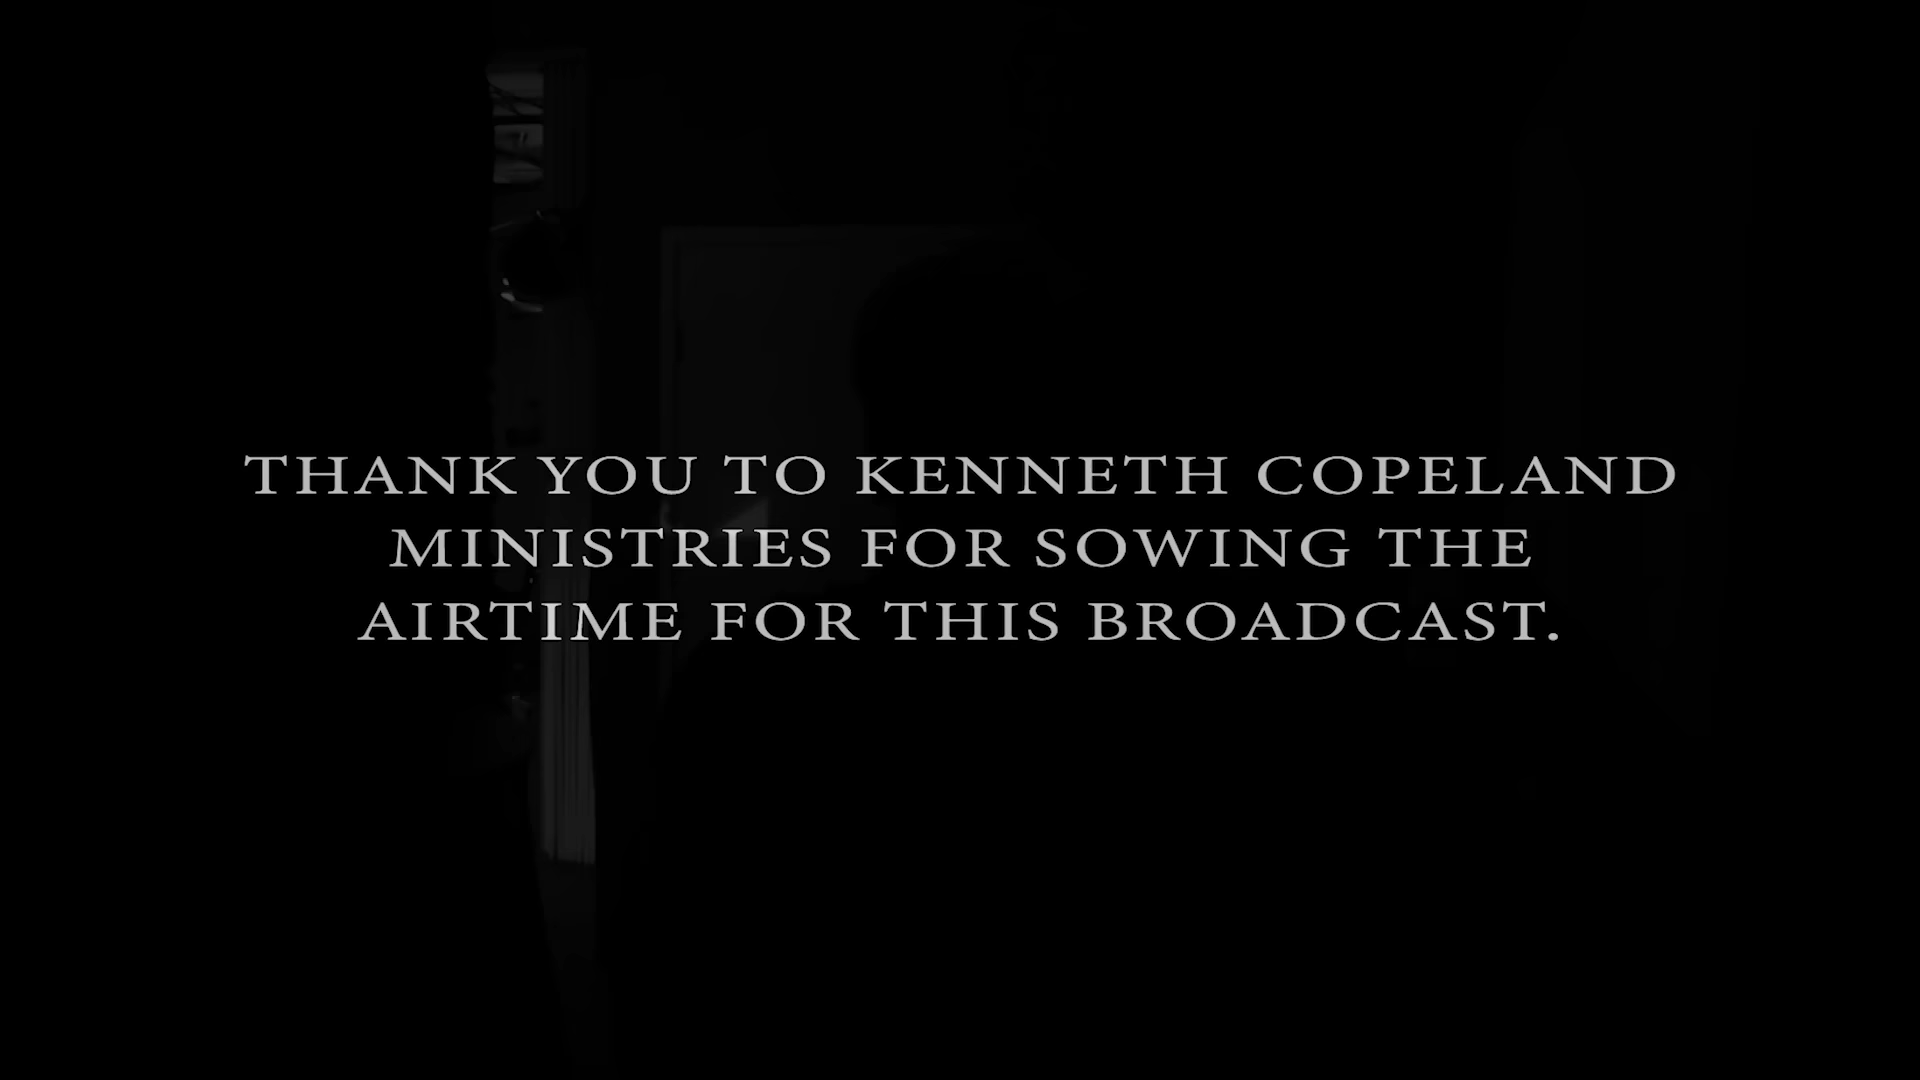 THANK YOU TO KENNETH COPELAND
MINISTRIES FOR SOWING THE
AIRTIME FOR THIS BROADCAST.